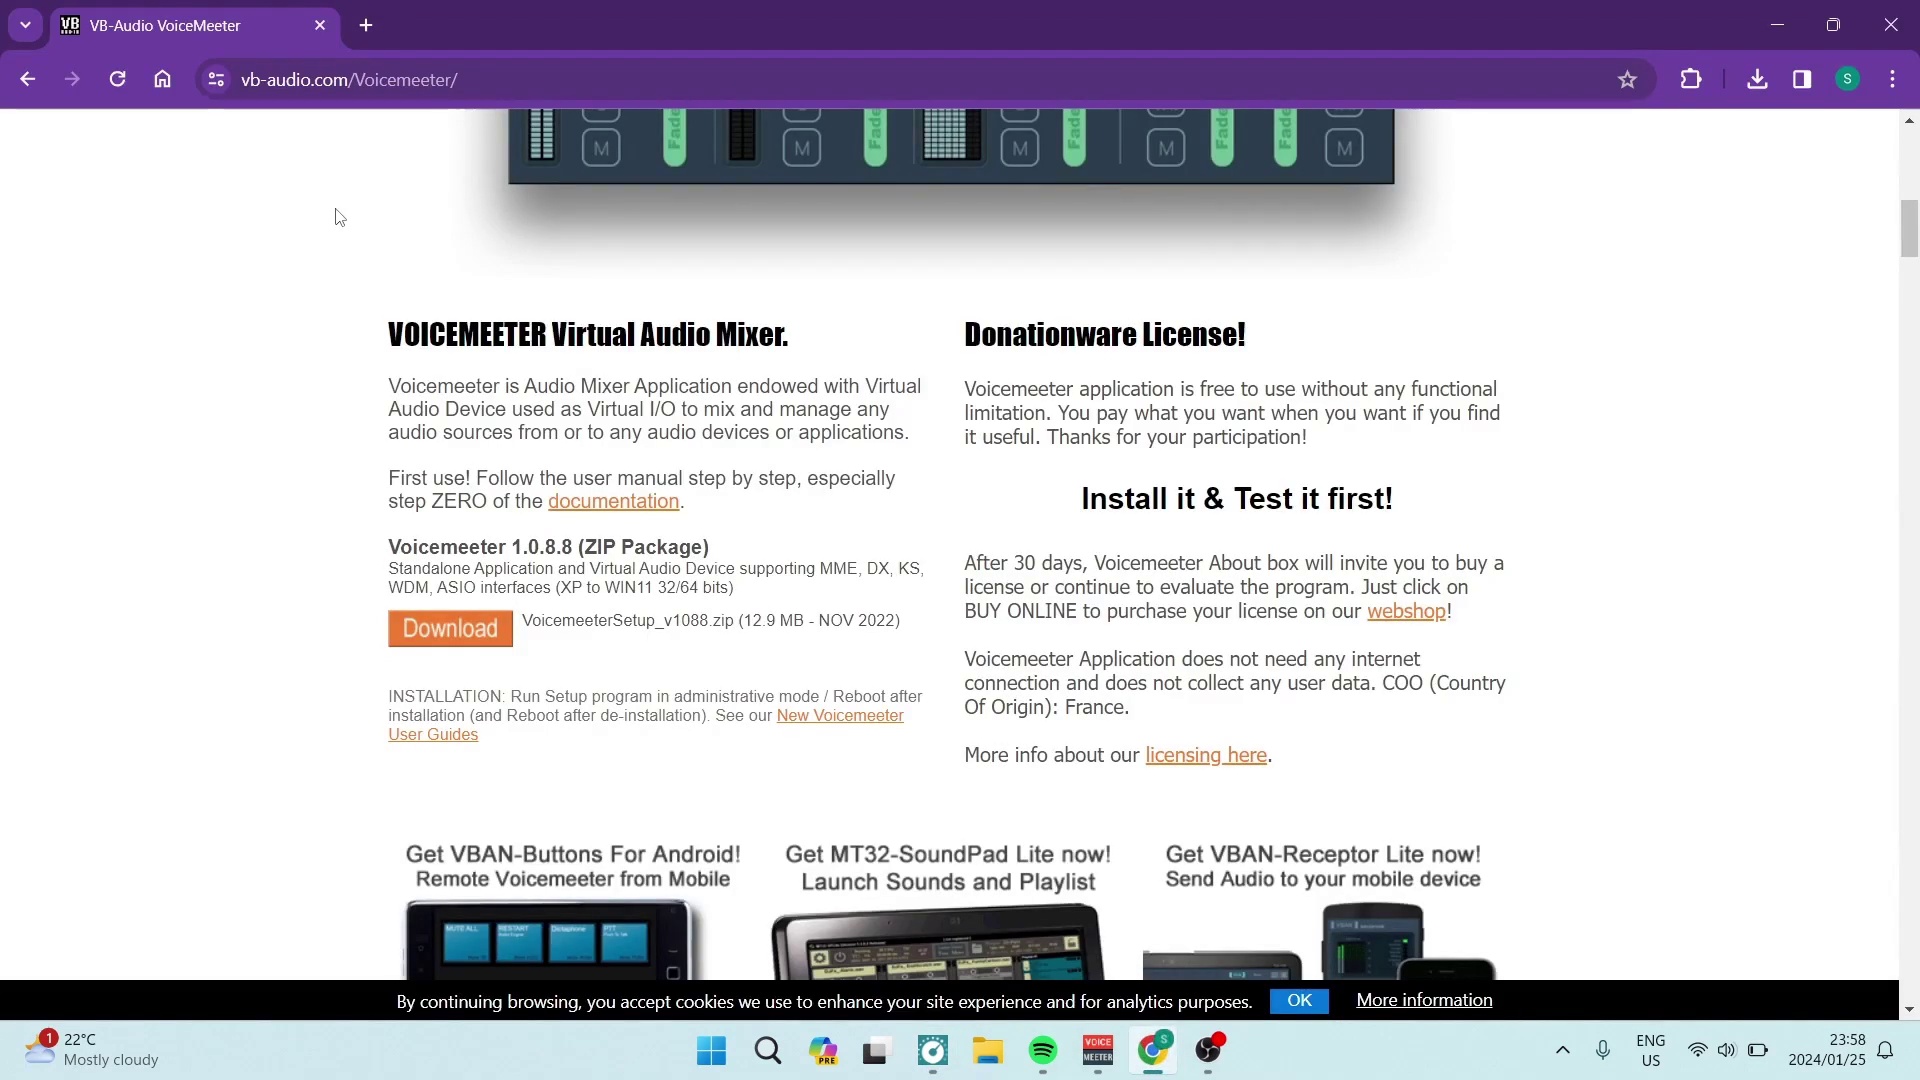 VB-Audio VoiceMeeter
vb-audio.com/Voicemeeter/
S
Fade
Fade
Fade
Fade
Fade
M
M
M
M
M
VOICEMEETER Virtual Audio Mixer.
Voicemeeter is Audio Mixer Application endowed with Virtual
Audio Device used as Virtual I/O to mix and manage any
audio sources from or to any audio devices or applications.
First use! Follow the user manual step by step, especially
step ZERO of the documentation.
Voicemeeter 1.0.8.8 (ZIP Package)
Standalone Application and Virtual Audio Device supporting MME, DX, KS,
WDM, ASIO interfaces (XP to WIN11 32/64 bits)
Download VoicemeeterSetup_v1088.zip (12.9 MB - NOV 2022)
INSTALLATION: Run Setup program in administrative mode / Reboot after
installation (and Reboot after de-installation). See our New Voicemeeter
User Guides
Donationware License!
Voicemeeter application is free to use without any functional
limitation. You pay what you want when you want if you find
it useful. Thanks for your participation!
Install it & Test it first!
After 30 days, Voicemeeter About box will invite you to buy a
license or continue to evaluate the program. Just click on
BUY ONLINE to purchase your license on our webshop!
Voicemeeter Application does not need any internet
connection and does not collect any user data. COO (Country
Of Origin): France.
More info about our licensing here.
Get VBAN-Buttons For Android!
Remote Voicemeeter from Mobile
MUTE ALL RESTART Dictaphone PTT
Get MT32-SoundPad Lite now!
Launch Sounds and Playlist
Get VBAN-Receptor Lite now!
Send Audio to your mobile device
By continuing browsing, you accept cookies we use to enhance your site experience and for analytics purposes. OK More information
1
22°C
Mostly cloudy
PRE
VOICE
MEETER
S
ENG
US
23:58
2024/01/25